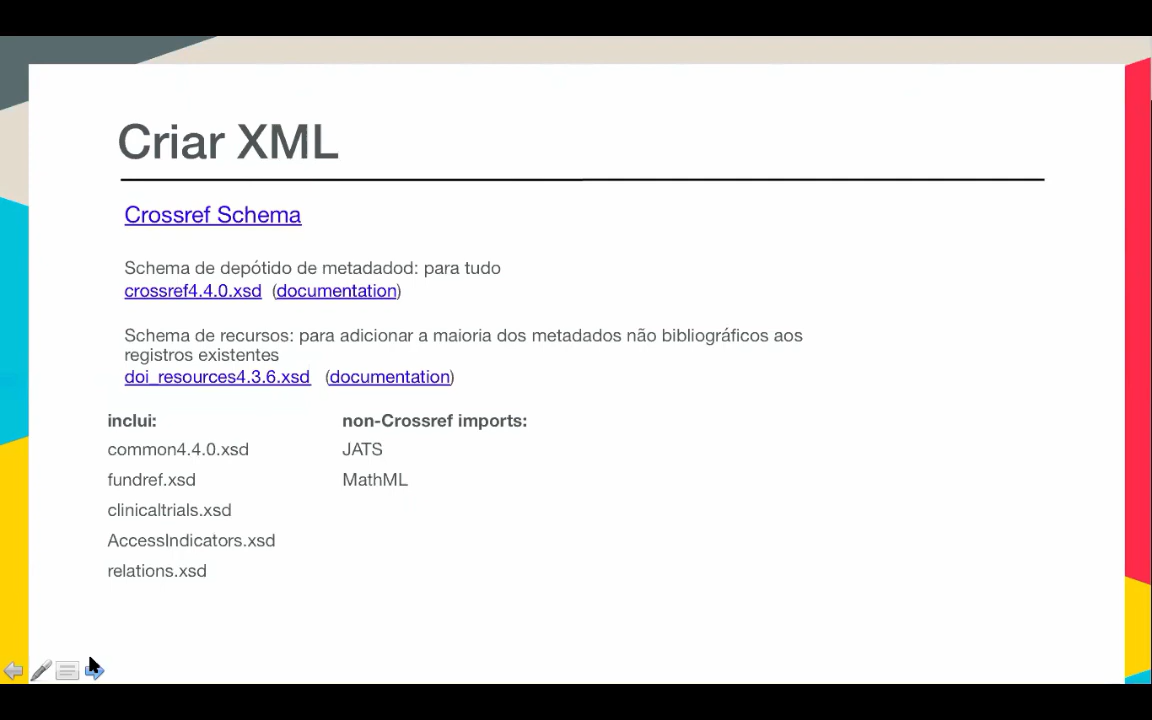 Criar XML
Crossref Schema
Schema de depótido de metadadod: para tudo
crossref4.4.0.xsd (documentation)
Schema de recursos: para adicionar a maioria dos metadados não bibliográficos aos
registros existentes
doi_resources4.3.6.xsd (documentation)
inclui:
common4.4.0.xsd
fundref.xsd
clinicaltrials.xsd
AccessIndicators.xsd
relations.xsd
non-Crossref imports:
JATS
MathML